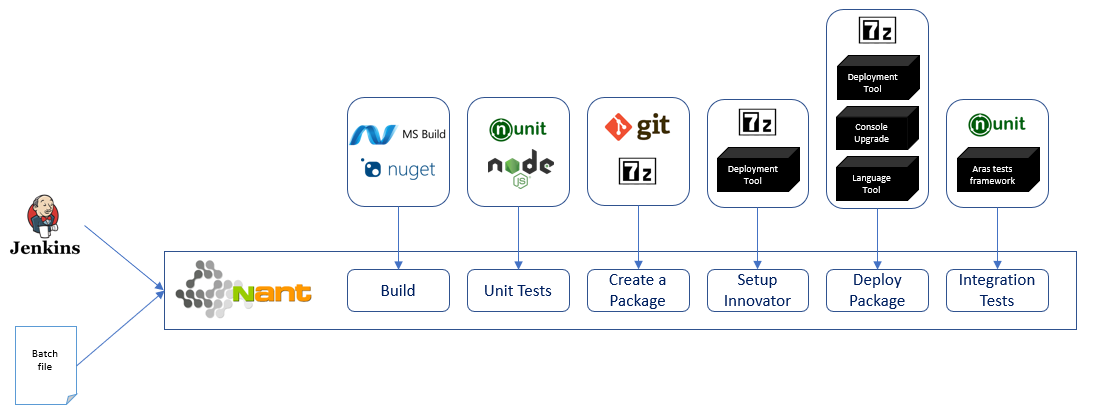 7z
Deployment
Tool
Console
Upgrade
Language
Tool
MS Build
nuget
nunit
node
JS
git
7z
7z
Deployment
Tool
nunit
Aras tests
framework
Jenkins
Nant
Build
Unit Tests
Create a
Package
Setup
Innovator
Deploy
Package
Integration
Tests
Batch
file